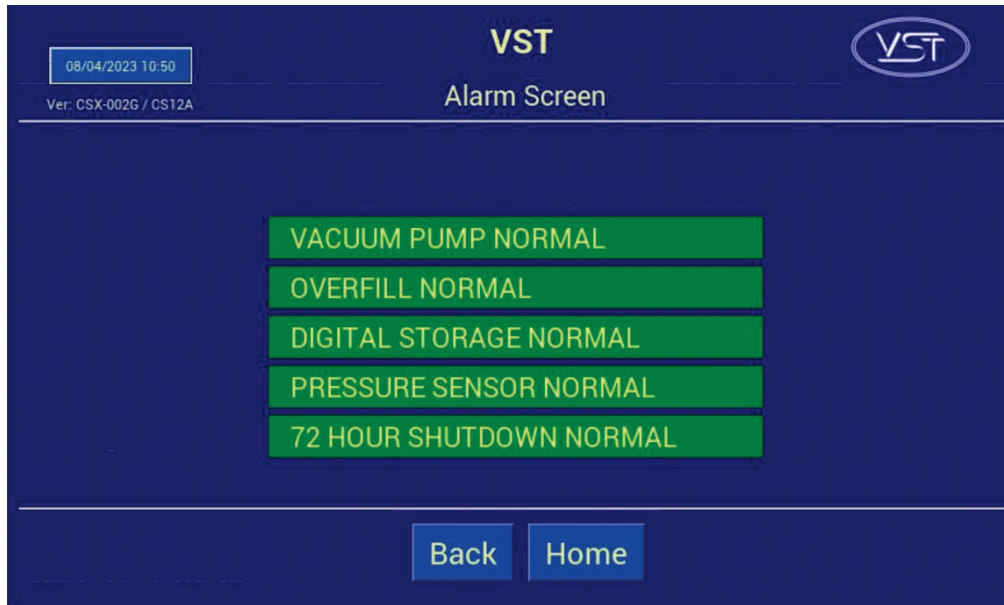 VST
08/04/2023 10:50
VST
Ver: CSX-002G / CS12A
Alarm Screen
VACUUM PUMP NORMAL
OVERFILL NORMAL
DIGITAL STORAGE NORMAL
PRESSURE SENSOR NORMAL
72 HOUR SHUTDOWN NORMAL
Back
Home